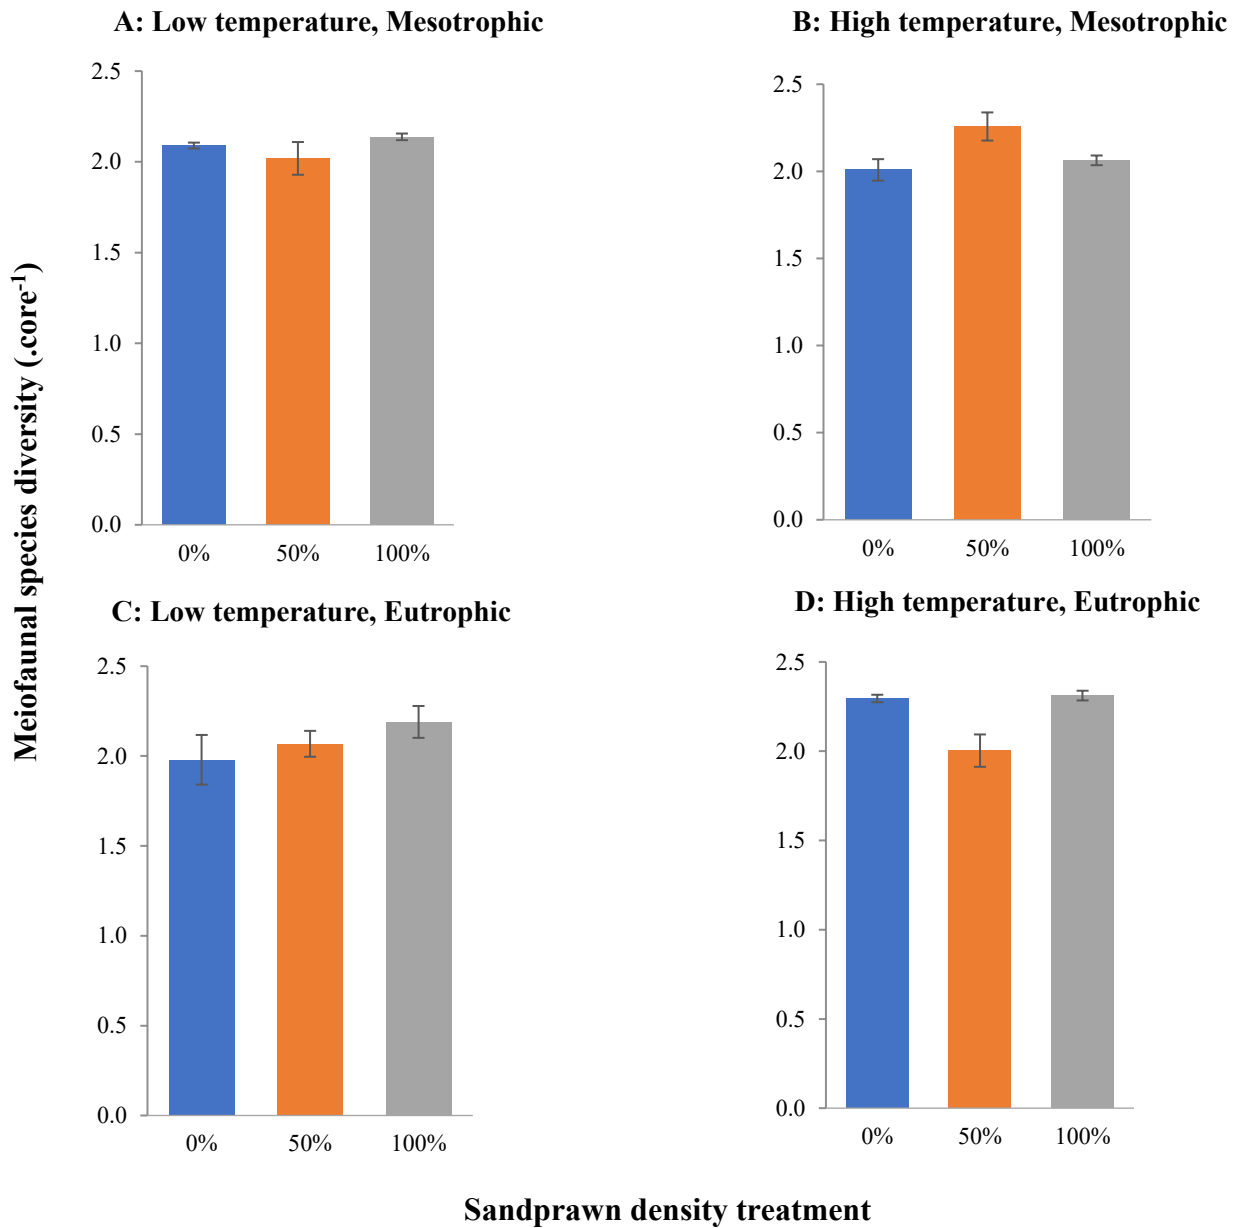 A: Low temperature, Mesotrophic
B: High temperature, Mesotrophic
Meiofaunal species diversity (.core⁻¹)
2.5
2.0
1.5
1.0
0.5
0.0
0% 50% 100%
2.5
2.0
1.5
1.0
0.5
0.0
0% 50% 100%
C: Low temperature, Eutrophic
D: High temperature, Eutrophic
2.5
2.0
1.5
1.0
0.5
0.0
0% 50% 100%
2.5
2.0
1.5
1.0
0.5
0.0
0% 50% 100%
Sandprawn density treatment